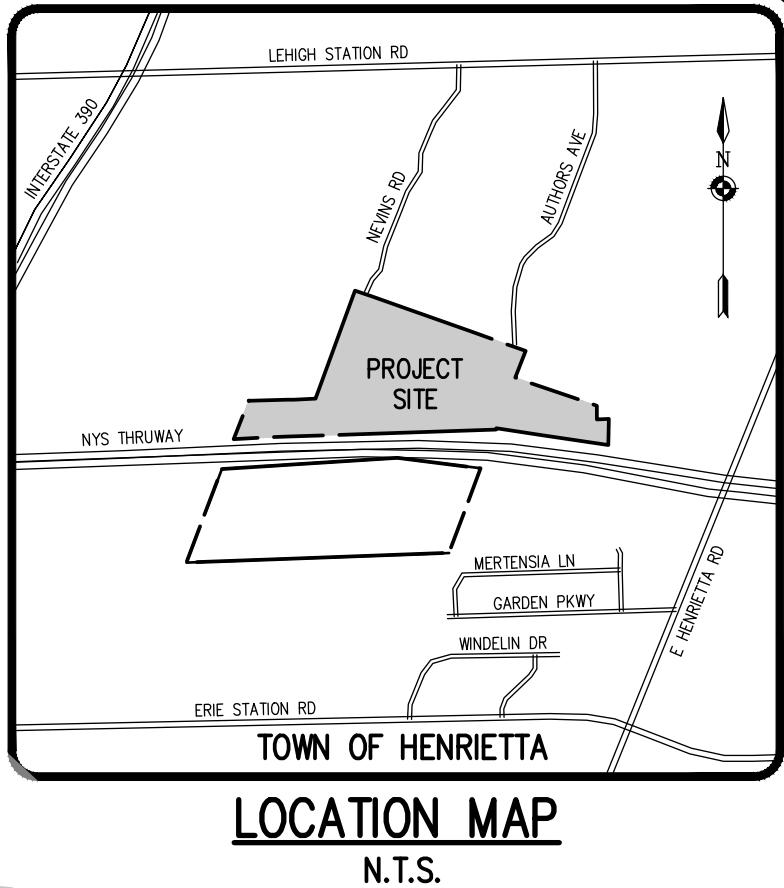 LEHIGH STATION RD
INTERSTATE 390
NEVINS RD
AUTHORS AVE
N
PROJECT
SITE
NYS THRUWAY
MERTENSIA LN
GARDEN PKWY
E HENRIETTA RD
WINDELIN DR
ERIE STATION RD
TOWN OF HENRIETTA
LOCATION MAP
N.T.S.